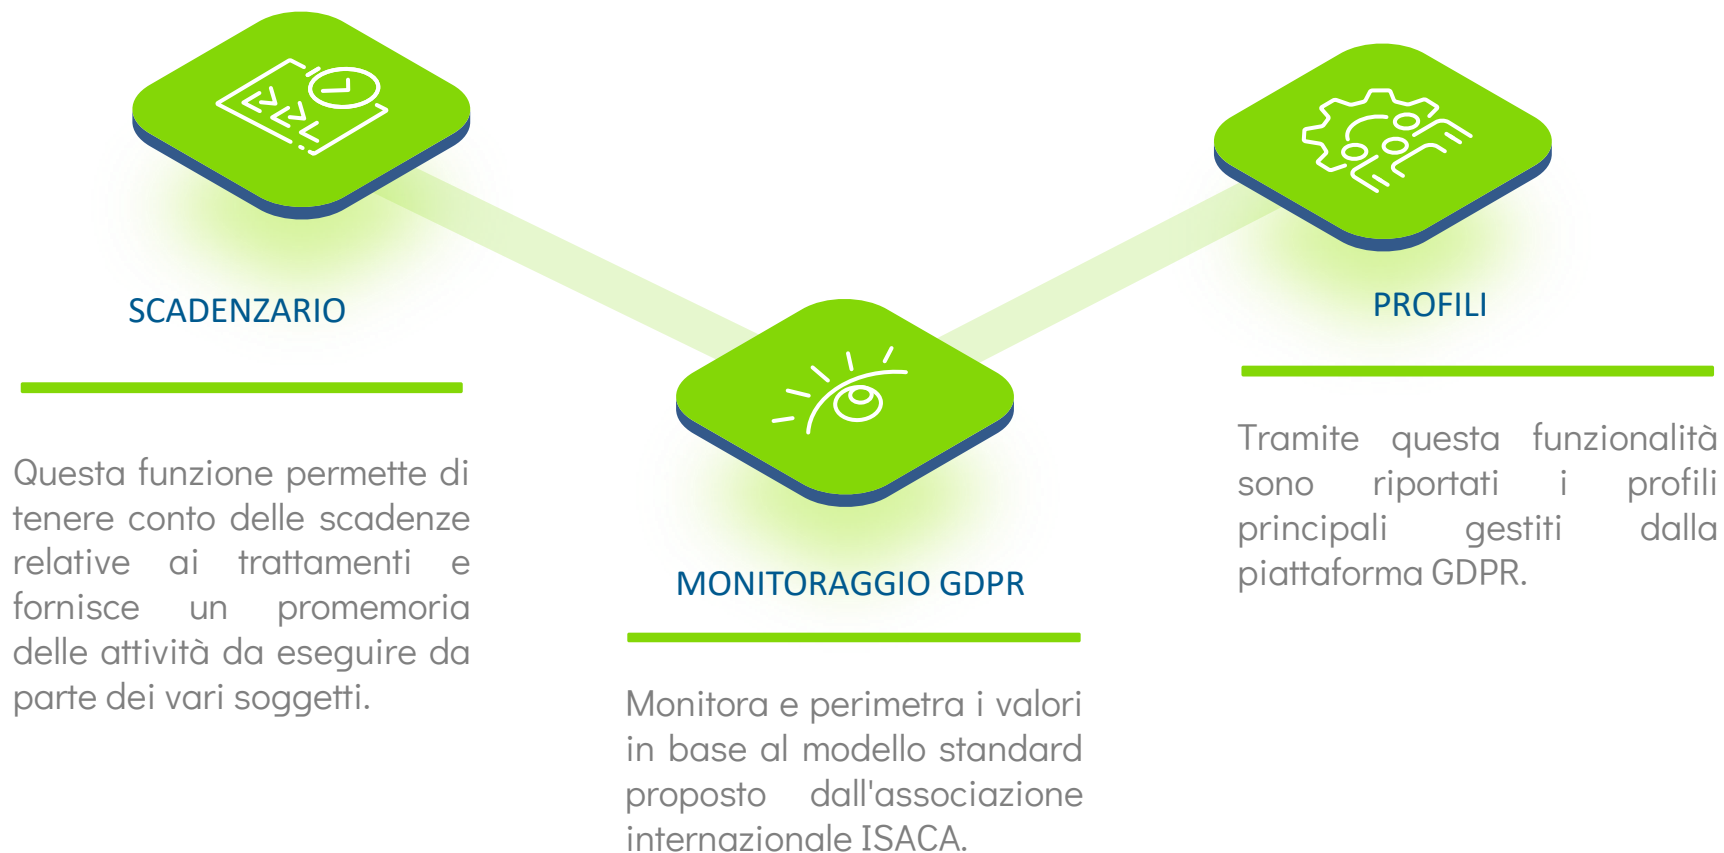 SCADENZARIO
Questa funzione permette di
tenere conto delle scadenze
relative ai trattamenti e
fornisce un promemoria
delle attività da eseguire da
parte dei vari soggetti.
MONITORAGGIO GDPR
Monitora e perimetra i valori
in base al modello standard
proposto dall'associazione
internazionale ISACA.
PROFILI
Tramite questa funzionalità
sono riportati i profili
principali gestiti dalla
piattaforma GDPR.